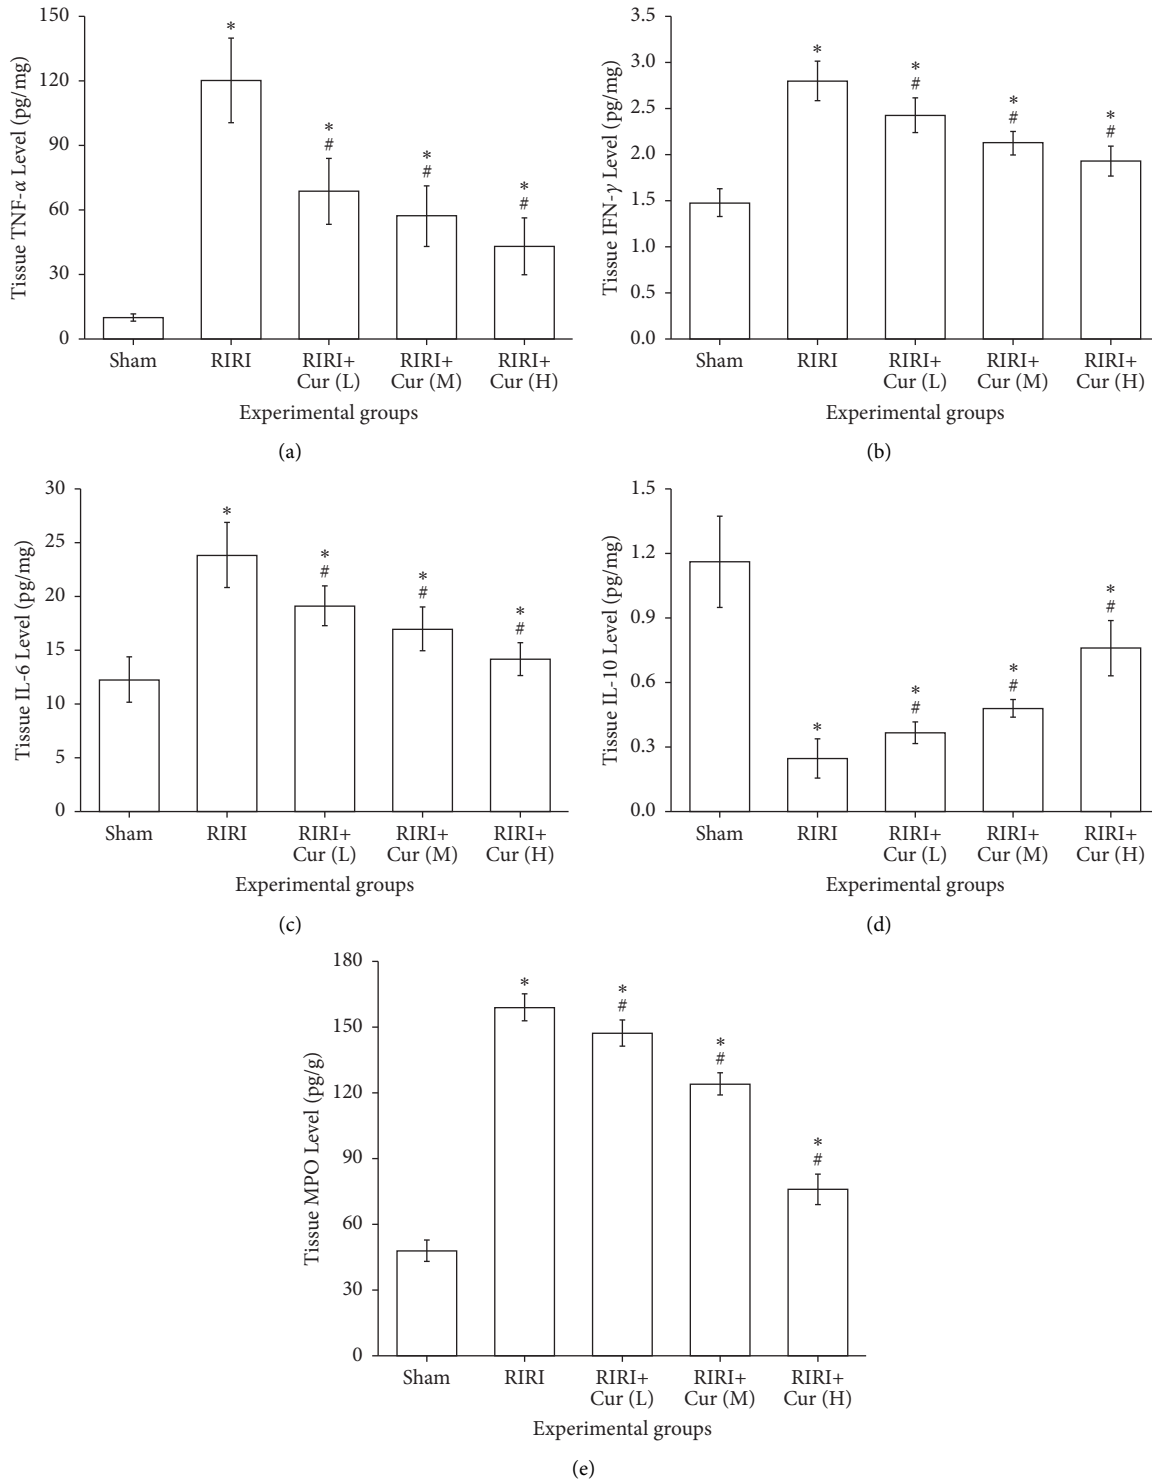 150
120
90
60
30
0
Tissue TNF-α Level (pg/mg)
*
*
#
*
#
*
#
Sham RIRI RIRI+ RIRI+ RIRI+
Cur (L) Cur (M) Cur (H)
Experimental groups
(a)
3.5
3.0
2.5
2.0
1.5
1.0
0.5
0.0
Tissue IFN-γ Level (pg/mg)
*
*
#
*
#
*
#
Sham RIRI RIRI+ RIRI+ RIRI+
Cur (L) Cur (M) Cur (H)
Experimental groups
(b)
30
25
20
15
10
5
0
Tissue IL-6 Level (pg/mg)
*
*
#
*
#
*
#
Sham RIRI RIRI+ RIRI+ RIRI+
Cur (L) Cur (M) Cur (H)
Experimental groups
(c)
1.5
1.2
0.9
0.6
0.3
0.0
Tissue IL-10 Level (pg/mg)
*
*
#
*
#
*
#
Sham RIRI RIRI+ RIRI+ RIRI+
Cur (L) Cur (M) Cur (H)
Experimental groups
(d)
180
150
120
90
60
30
0
Tissue MPO Level (pg/g)
*
*
#
*
#
*
#
Sham RIRI RIRI+ RIRI+ RIRI+
Cur (L) Cur (M) Cur (H)
Experimental groups
(e)